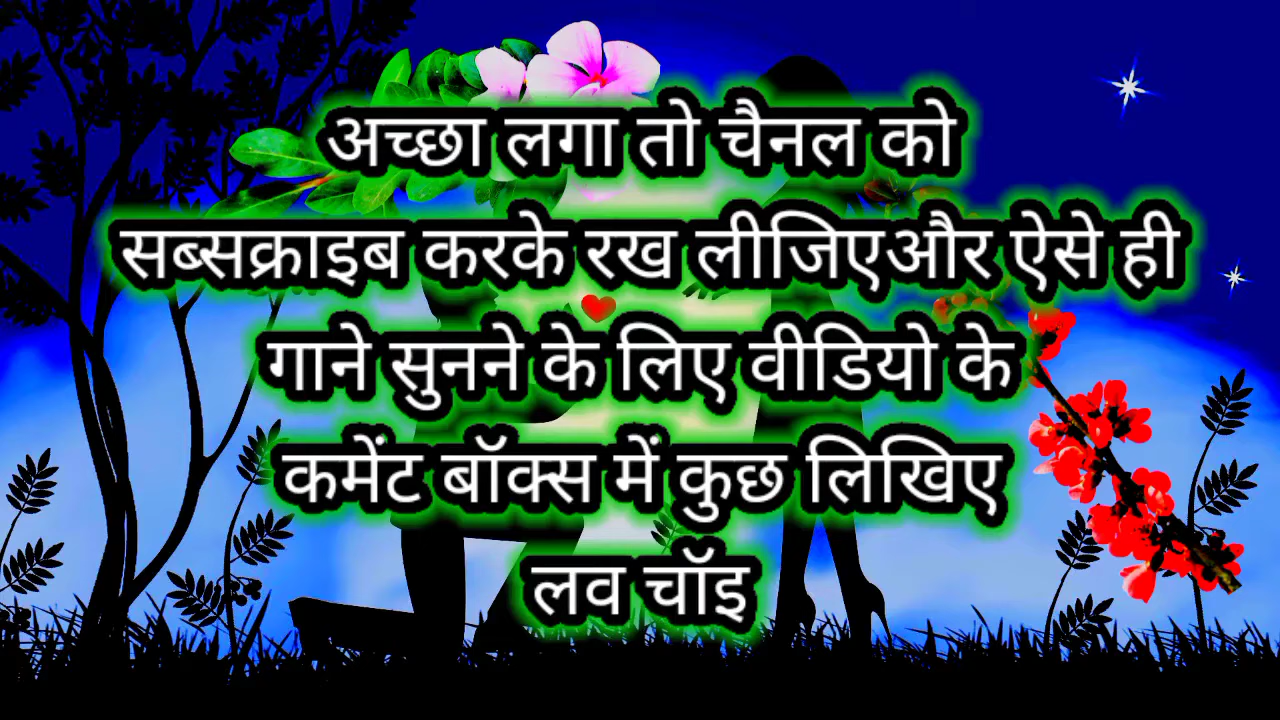 अच्छा लगा तो चैनल को
सब्सक्राइब करके रख लीजिएऔर ऐसे ही
गाने सुनने के लिए वीडियो के
कमेंट बॉक्स में कुछ लिखिए
लव चॉइ